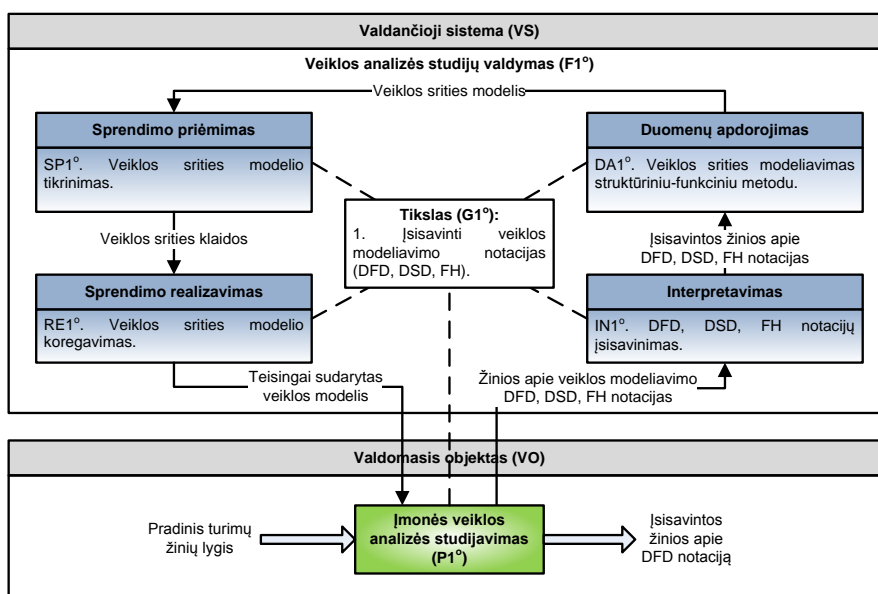 Valdančioji sistema (VS)
Veiklos analizės studijų valdymas (F1°)
Veiklos srities modelis
Sprendimo priėmimas
SP1°. Veiklos srities modelio
tikrinimas.
Duomenų apdorojimas
DA1°. Veiklos srities modeliavimas
struktūriniu-funkciniu metodu.
Tikslas (G1°):
1. Įsisavinti veiklos
modeliavimo notacijas
(DFD, DSD, FH).
Veiklos srities klaidos
Įsisavintos žinios apie
DFD, DSD, FH notacijas
Sprendimo realizavimas
RE1°. Veiklos srities modelio
koregavimas.
Interpretavimas
IN1°. DFD, DSD, FH notacijų
įsisavinimas.
Teisingai sudarytas
veiklos modelis
Žinios apie veiklos modeliavimo
DFD, DSD, FH notacijas
Valdomasis objektas (VO)
Pradinis turimų
žinių lygis
Įmonės veiklos
analizės studijavimas
(P1°)
Įsisavintos
žinios apie
DFD notaciją